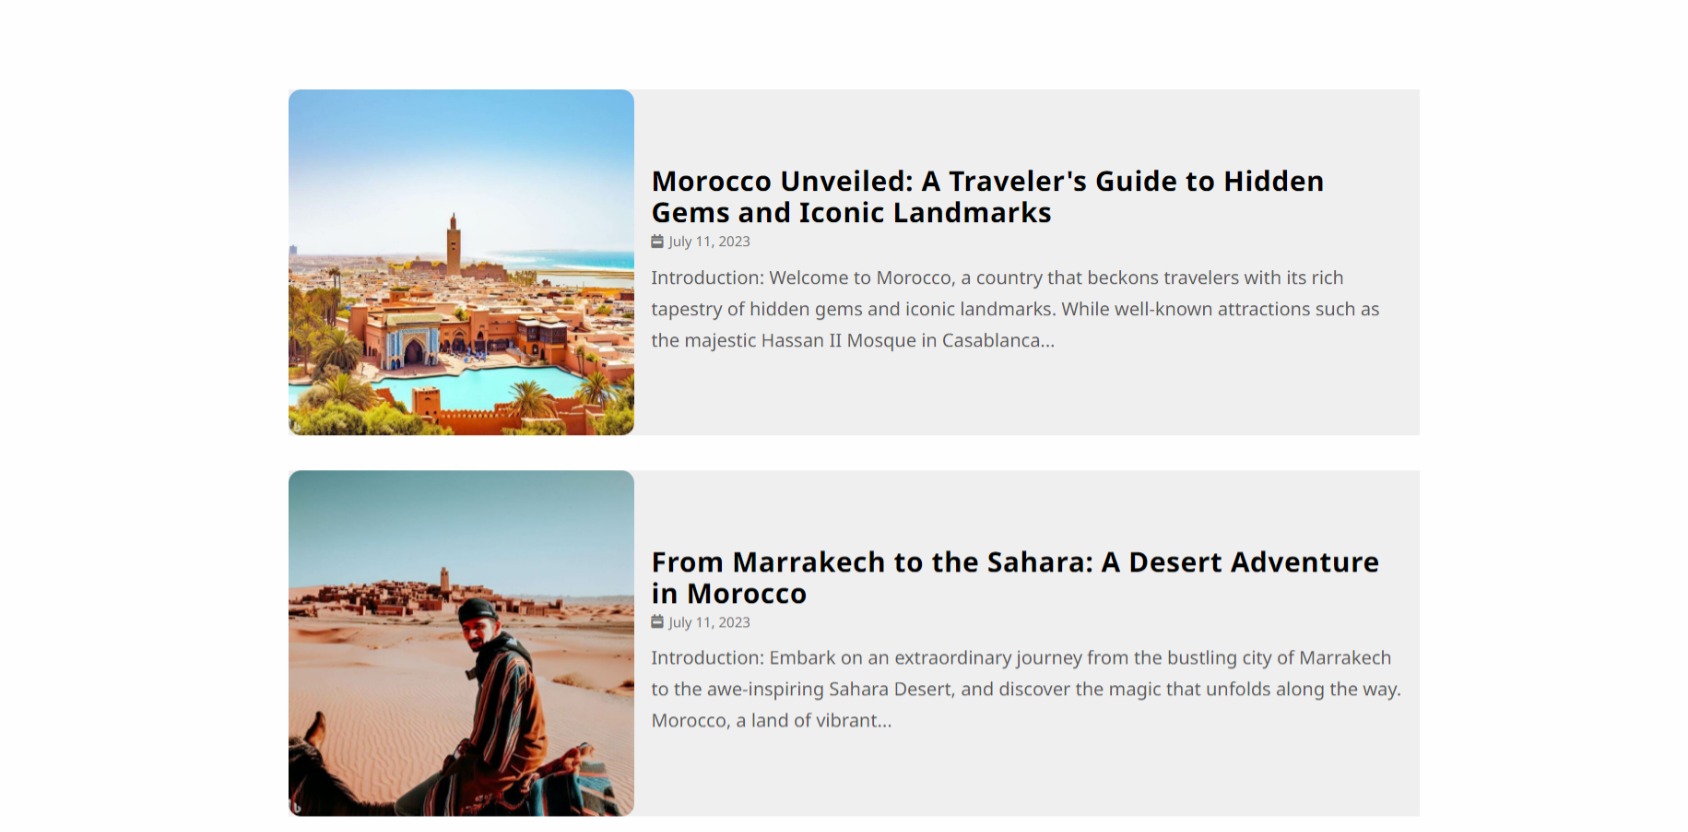 Morocco Unveiled: A Traveler's Guide to Hidden
Gems and Iconic Landmarks
July 11, 2023
Introduction: Welcome to Morocco, a country that beckons travelers with its rich
tapestry of hidden gems and iconic landmarks. While well-known attractions such as
the majestic Hassan II Mosque in Casablanca...
From Marrakech to the Sahara: A Desert Adventure
in Morocco
July 11, 2023
Introduction: Embark on an extraordinary journey from the bustling city of Marrakech
to the awe-inspiring Sahara Desert, and discover the magic that unfolds along the way.
Morocco, a land of vibrant...